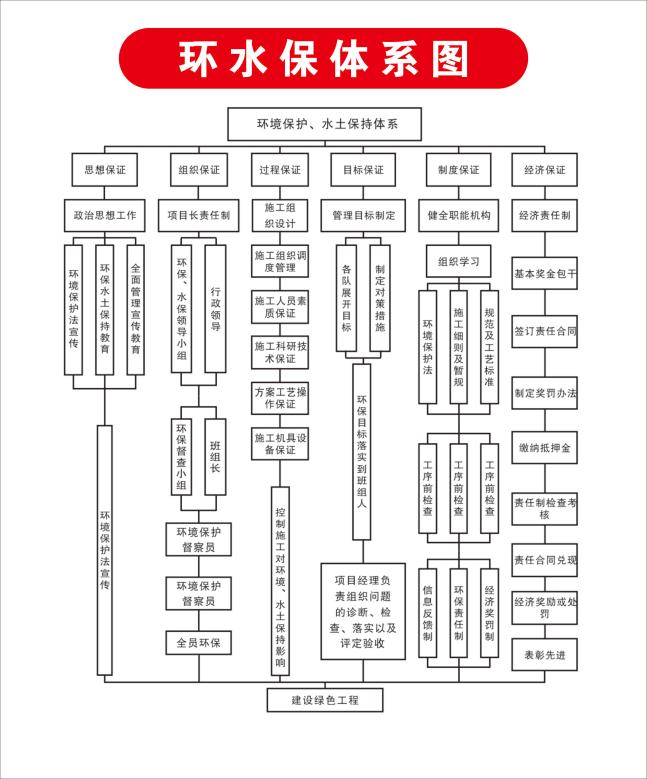 环水保体系图
环境保护、水土保持体系
思想保证
组织保证
过程保证
目标保证
制度保证
经济保证
政治思想工作
项目长责任制
施工组
织设计
管理目标制定
健全职能机构
经济责任制
环境保护法宣传
环保水土保持教育
全面管理宣传教育
环境保护法宣传
环保、水保领导小组
行政领导
环保督查小组
班组长
环境保护
督察员
环境保护
督察员
全员环保
施工组织调
度管理
施工人员素
质保证
施工科研技
术保证
方案工艺操
作保证
施工机具设
备保证
控制施工对环境、水土保持影响
各队展开目标
制定对策措施
环保目标落实到班组人
项目经理负
责组织问题
的诊断、检
查、落实以及
评定验收
组织学习
环境保护法
施工细则及暂规
规范及工艺标准
工序前检查
工序前检查
工序前检查
信息反馈制
环保责任制
经济奖罚制
基本奖金包干
签订责任合同
制定奖罚办法
缴纳抵押金
责任制检查考
核
责任合同兑现
经济奖励或处
罚
表彰先进
建设绿色工程